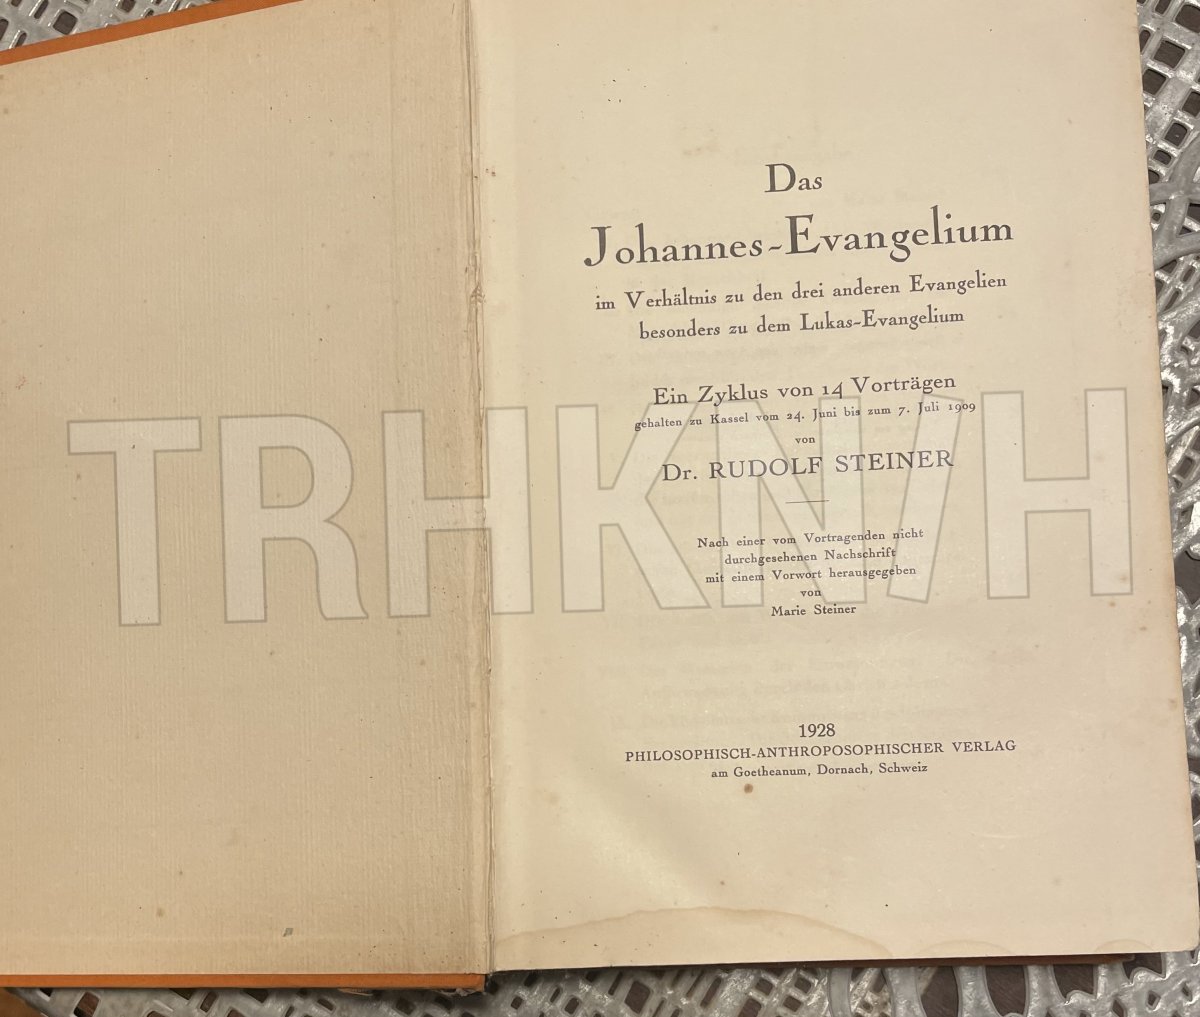 Das
Johannes-Evangelium
im Verhältnis zu den drei anderen Evangelien
besonders zu dem Lukas-Evangelium
Ein Zyklus von 14 Vorträgen
gehalten zu Kassel vom 24. Juni bis zum 7. Juli 1909
von
Dr. RUDOLF STEINER
Nach einer vom Vortragenden nicht
durchgesehenen Nachschrift
mit einem Vorwort herausgegeben
von
Marie Steiner
TRHKN/H
1928
PHILOSOPHISCH-ANTHROPOSOPHISCHER VERLAG
am Goetheanum, Dornach, Schweiz